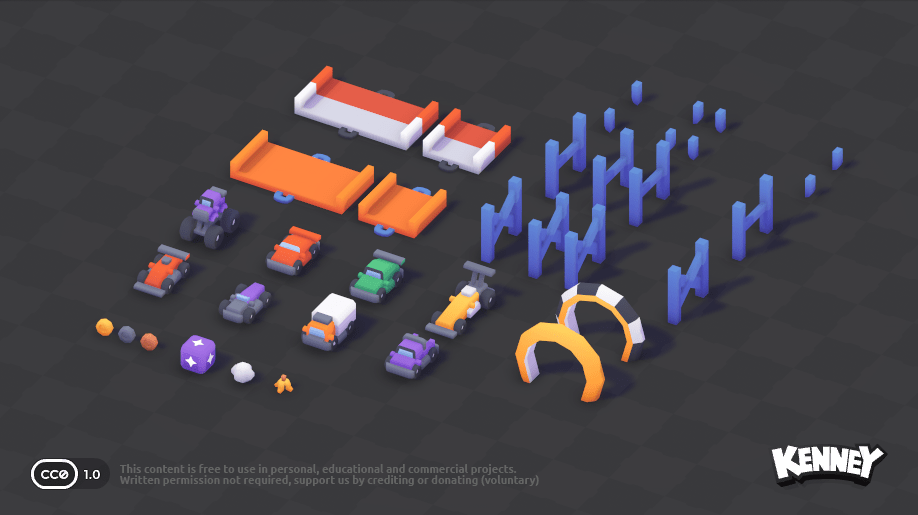 CC0 1.0
This content is free to use in personal, educational and commercial projects.
Written permission not required, support us by crediting or donating (voluntary)
KENNEY